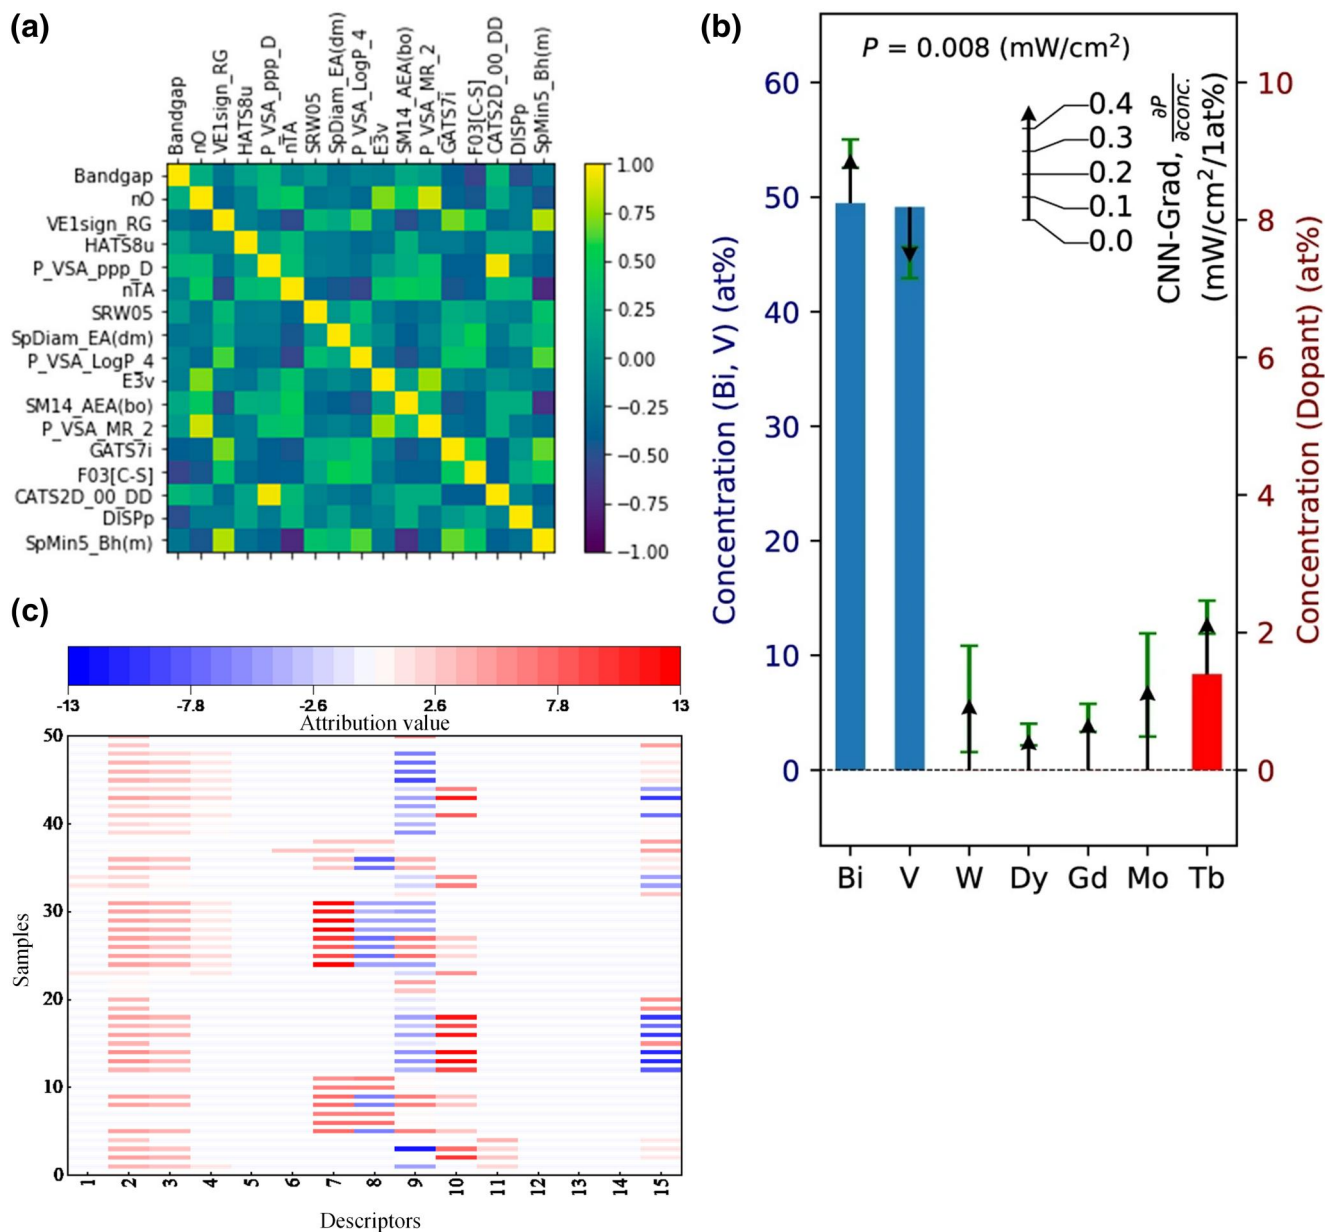 (a)
Bandgap
nO
VE1sign_RG
HATS8u
P_VSA_ppp_D
nTA
SRW05
SpDiam_EA(dm)
P_VSA_LogP_4
E3v
SM14_AEA(bo)
P_VSA_MR_2
GATS7i
F03[C-S]
CATS2D_00_DD
DISPp
SpMin5_Bh(m)
Bandgap
nO
VE1sign_RG
HATS8u
P_VSA_ppp_D
nTA
SRW05
SpDiam_EA(dm)
P_VSA_LogP_4
E3v
SM14_AEA(bo)
P_VSA_MR_2
GATS7i
F03[C-S]
CATS2D_00_DD
DISPp
SpMin5_Bh(m)
1.00
0.75
0.50
0.25
0.00
−0.25
−0.50
−0.75
−1.00
(b)
P = 0.008 (mW/cm²)
0.4
0.3
0.2
0.1
0.0
CNN-Grad, ∂P/∂conc.
(mW/cm²/1at%)
Concentration (Bi, V) (at%)
60
50
40
30
20
10
0
Concentration (Dopant) (at%)
10
8
6
4
2
0
Bi V W Dy Gd Mo Tb
(c)
-13 -7.8 -2.6 2.6 7.8 13
Attribution value
Samples
50
40
30
20
10
0
1 2 3 4 5 6 7 8 9 10 11 12 13 14 15
Descriptors